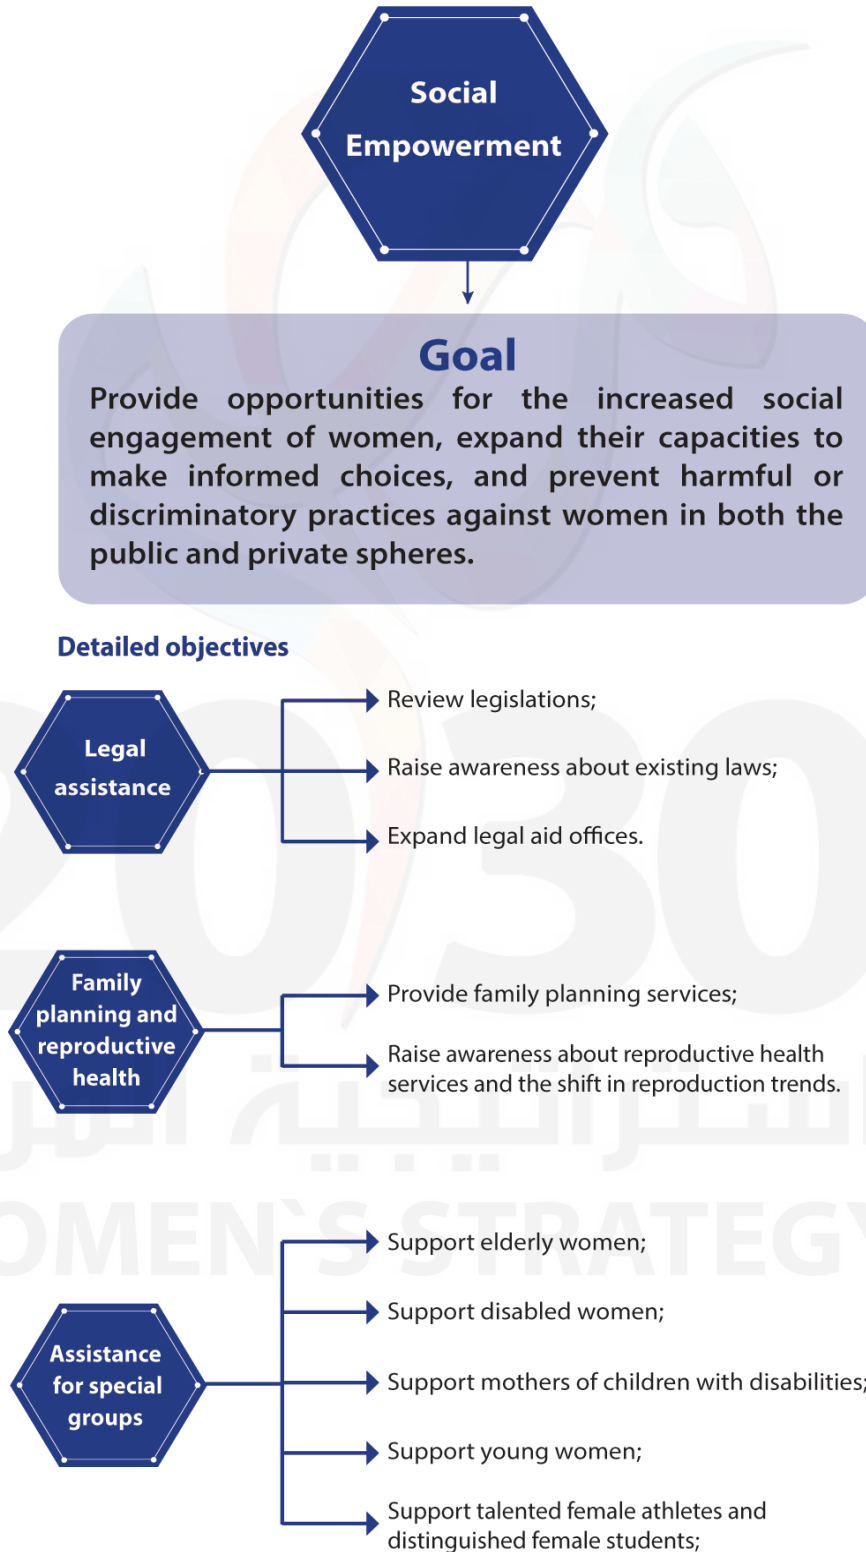 Social
Empowerment
Goal
Provide opportunities for the increased social
engagement of women, expand their capacities to
make informed choices, and prevent harmful or
discriminatory practices against women in both the
public and private spheres.
Detailed objectives
Legal
assistance
Review legislations;
Raise awareness about existing laws;
Expand legal aid offices.
Family
planning and
reproductive
health
Provide family planning services;
Raise awareness about reproductive health
services and the shift in reproduction trends.
Assistance
for special
groups
Support elderly women;
Support disabled women;
Support mothers of children with disabilities;
Support young women;
Support talented female athletes and
distinguished female students;
2030
OMEN`S STRATEGY